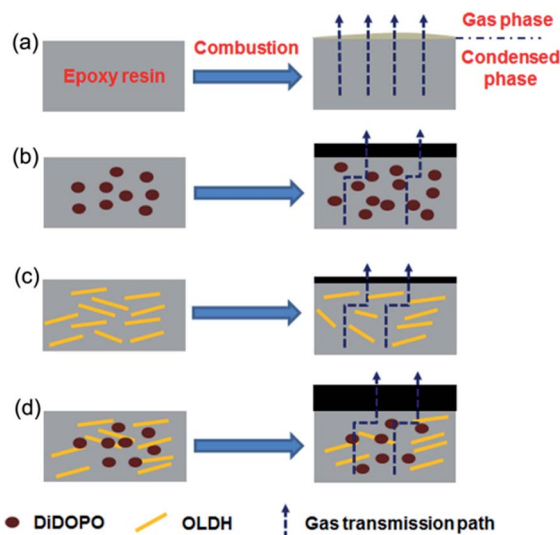 (a)
Epoxy resin
Combustion
Gas phase
Condensed
phase
(b)
(c)
(d)
DiDOPO
OLDH
Gas transmission path